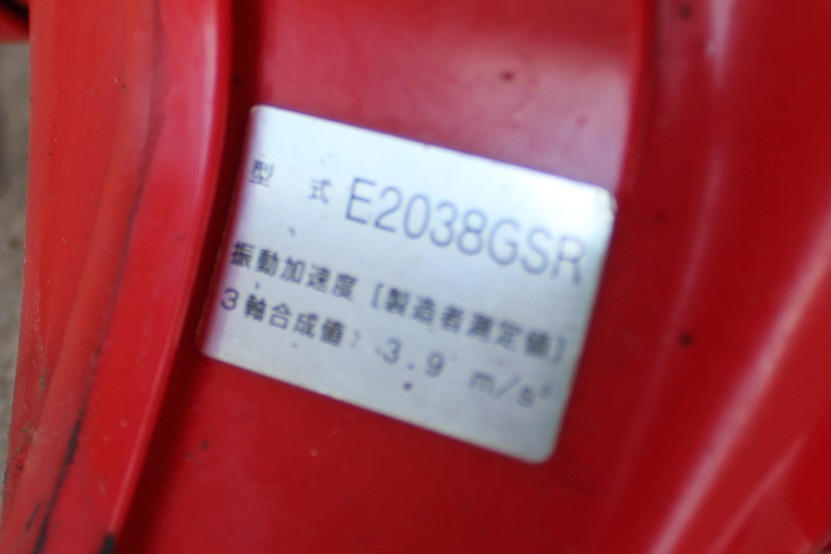 型 式 E2038GSR
振動加速度 [製造者測定値]
3軸合成値: 3.9 m/s²